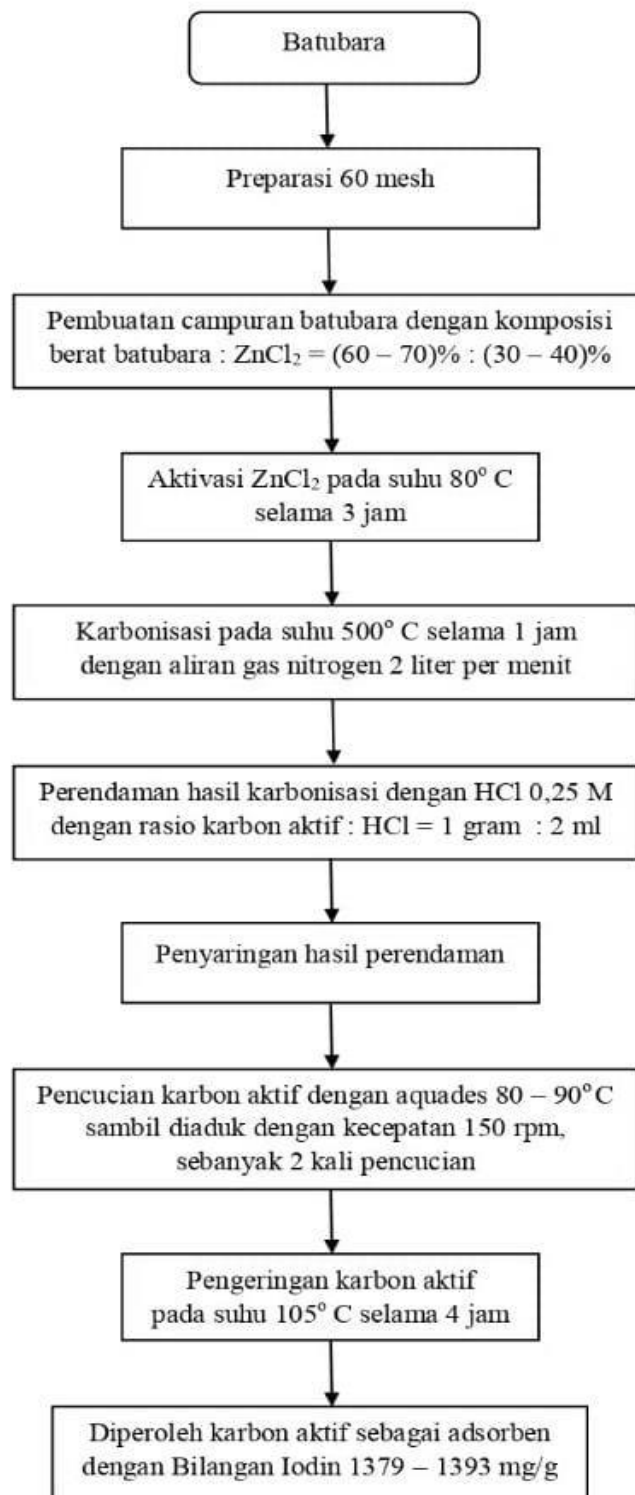 Batubara
Preparasi 60 mesh
Pembuatan campuran batubara dengan komposisi
berat batubara : ZnCl₂ = (60 – 70)% : (30 – 40)%
Aktivasi ZnCl₂ pada suhu 80° C
selama 3 jam
Karbonisasi pada suhu 500° C selama 1 jam
dengan aliran gas nitrogen 2 liter per menit
Perendaman hasil karbonisasi dengan HCl 0,25 M
dengan rasio karbon aktif : HCl = 1 gram : 2 ml
Penyaringan hasil perendaman
Pencucian karbon aktif dengan aquades 80 – 90°C
sambil diaduk dengan kecepatan 150 rpm,
sebanyak 2 kali pencucian
Pengeringan karbon aktif
pada suhu 105° C selama 4 jam
Diperoleh karbon aktif sebagai adsorben
dengan Bilangan Iodin 1379 – 1393 mg/g